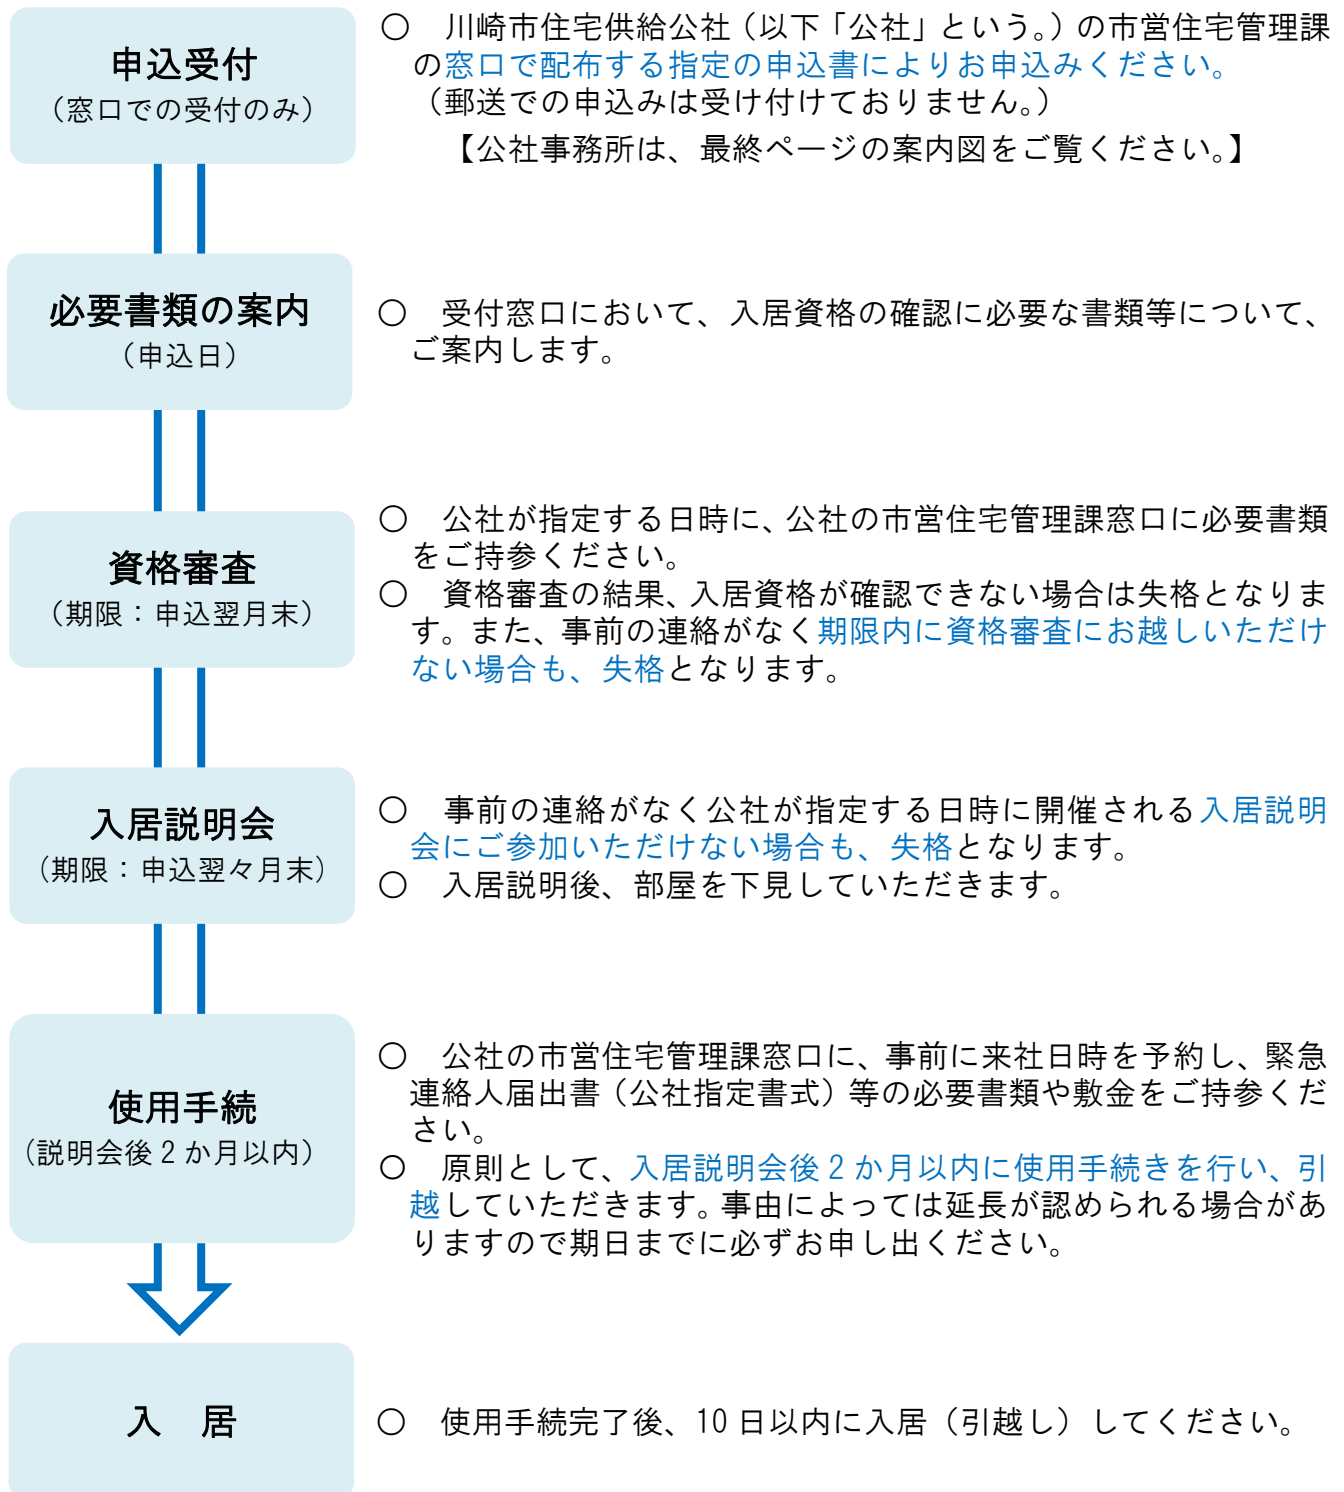 申込受付
（窓口での受付のみ）
〇　川崎市住宅供給公社（以下「公社」という。）の市営住宅管理課
の窓口で配布する指定の申込書によりお申込みください。
（郵送での申込みは受け付けておりません。）
【公社事務所は、最終ページの案内図をご覧ください。】
必要書類の案内
（申込日）
〇　受付窓口において、入居資格の確認に必要な書類等について、
ご案内します。
資格審査
（期限：申込翌月末）
〇　公社が指定する日時に、公社の市営住宅管理課窓口に必要書類
をご持参ください。
〇　資格審査の結果、入居資格が確認できない場合は失格となりま
す。また、事前の連絡がなく期限内に資格審査にお越しいただけ
ない場合も、失格となります。
入居説明会
（期限：申込翌々月末）
〇　事前の連絡がなく公社が指定する日時に開催される入居説明
会にご参加いただけない場合も、失格となります。
〇　入居説明後、部屋を下見していただきます。
使用手続
（説明会後２か月以内）
〇　公社の市営住宅管理課窓口に、事前に来社日時を予約し、緊急
連絡人届出書（公社指定書式）等の必要書類や敷金をご持参くだ
さい。
〇　原則として、入居説明会後２か月以内に使用手続きを行い、引
越していただきます。事由によっては延長が認められる場合があ
りますので期日までに必ずお申し出ください。
入　居
〇　使用手続完了後、10 日以内に入居（引越し）してください。